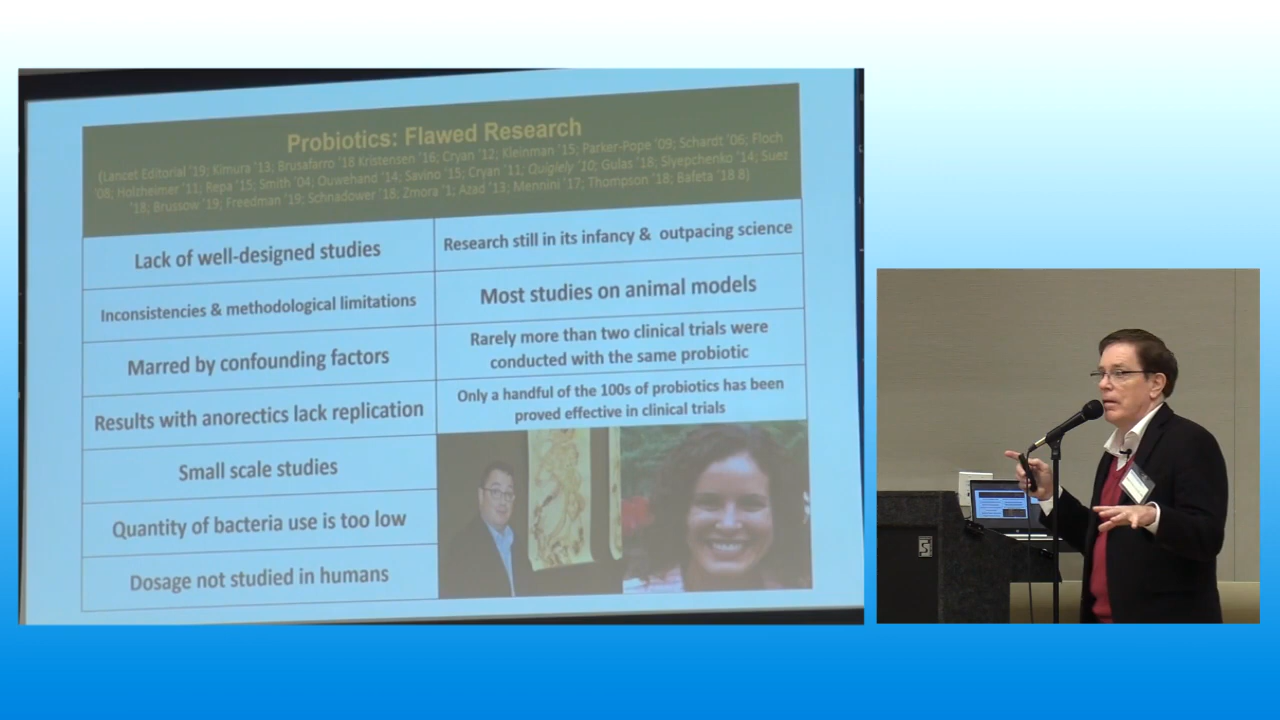 Probiotics: Flawed Research
(Lancet Editorial '19; Kimura '13; Brusafarro '18 Kristensen '16; Cryan '12; Kleinman '15; Parker-Pope '09; Schardt '06; Floch
'08; Holzheimer '11; Repa '15; Smith '04; Ouwehand '14; Savino '15; Cryan '11; Quigiely '10; Gulas '18; Slyepchenko '14; Suez
'18; Brussow '19; Freedman '19; Schnadower '18; Zmora '1; Azad '13; Mennini '17; Thompson '18; Bafeta '18 8)
Lack of well-designed studies
Research still in its infancy & outpacing science
Inconsistencies & methodological limitations
Most studies on animal models
Marred by confounding factors
Rarely more than two clinical trials were
conducted with the same probiotic
Results with anorectics lack replication
Only a handful of the 100s of probiotics has been
proved effective in clinical trials
Small scale studies
Quantity of bacteria use is too low
Dosage not studied in humans